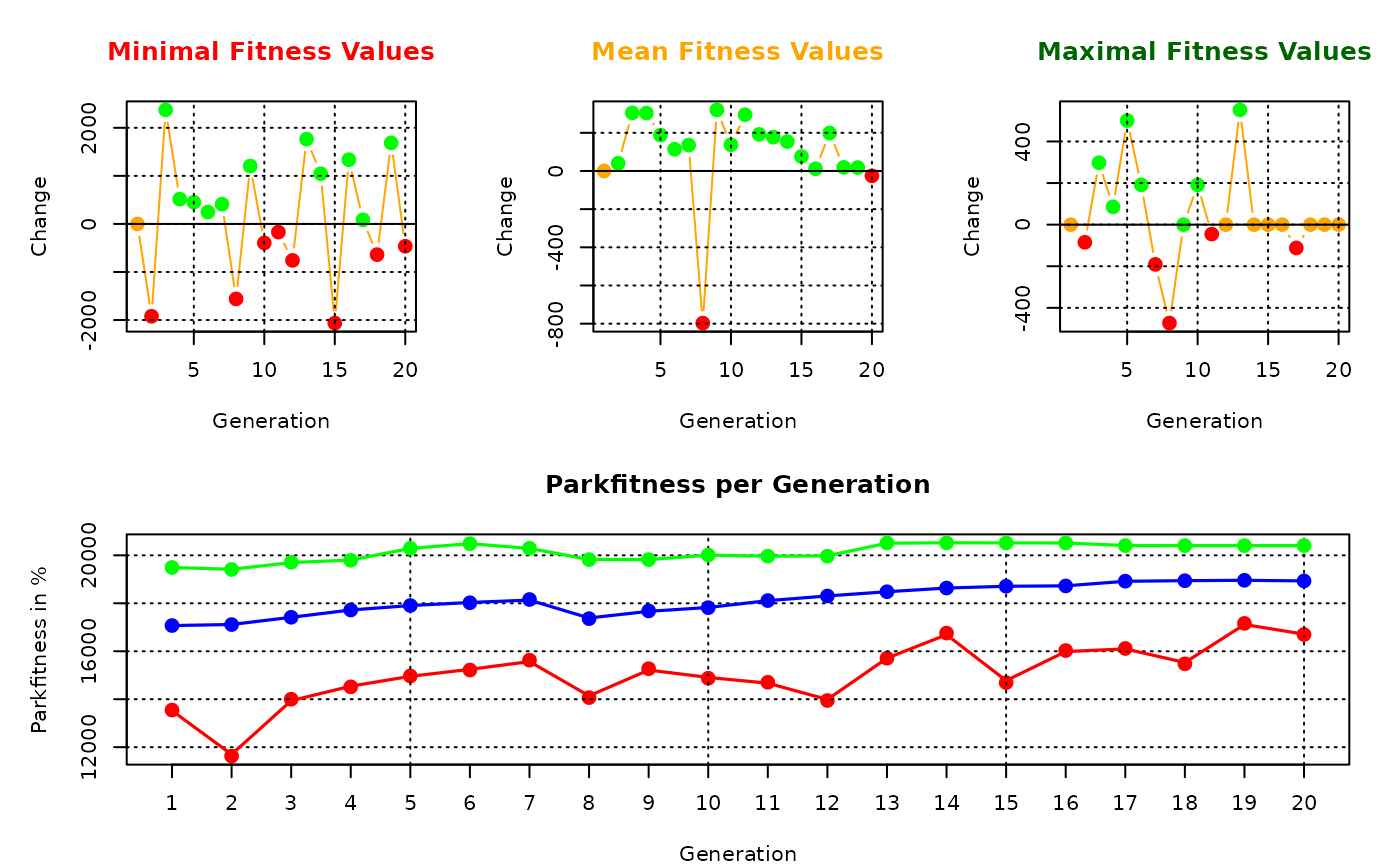 Minimal Fitness Values
Mean Fitness Values
Maximal Fitness Values
Change
2000
0
-2000
5 10 15 20
Generation
Change
0
-400
-800
5 10 15 20
Generation
Change
400
0
-400
5 10 15 20
Generation
Parkfitness per Generation
Parkfitness in %
20000
16000
12000
1 2 3 4 5 6 7 8 9 10 11 12 13 14 15 16 17 18 19 20
Generation